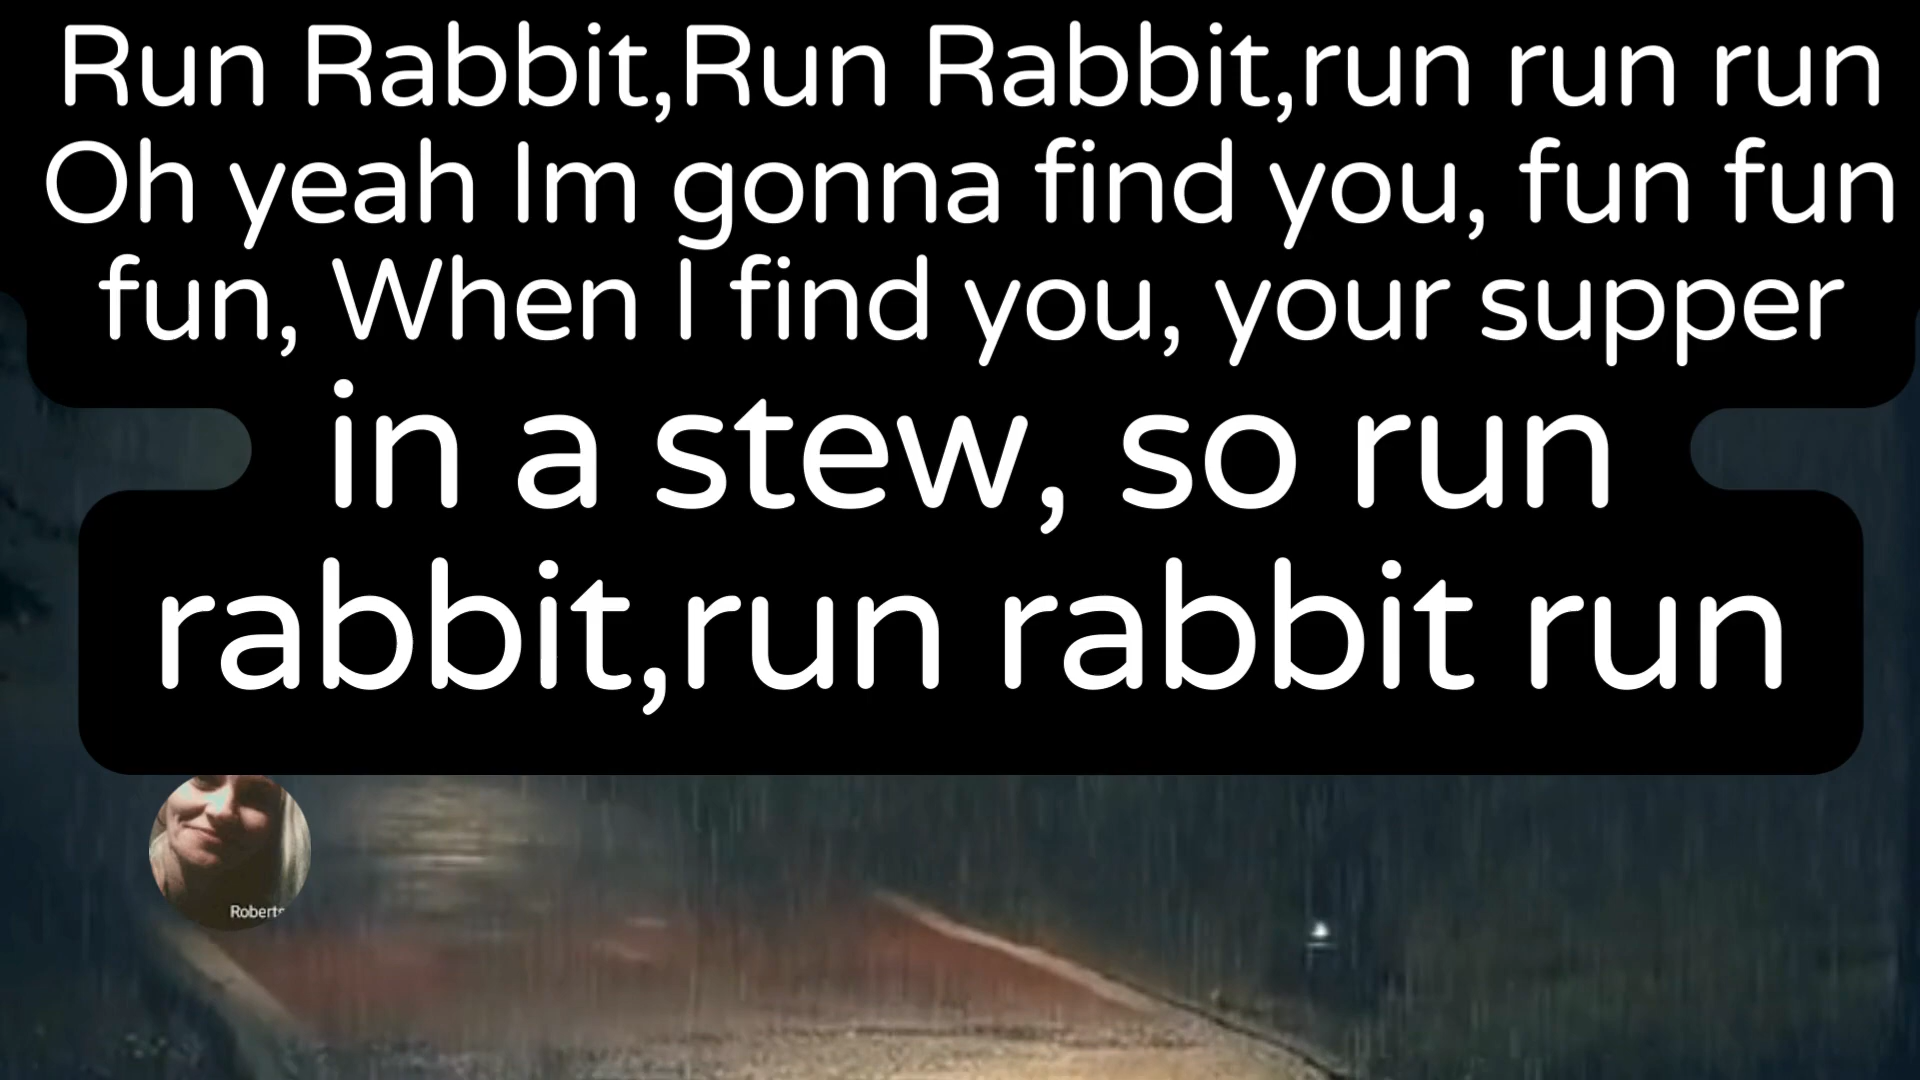 Run Rabbit,Run Rabbit,run run run
Oh yeah Im gonna find you, fun fun
fun, When I find you, your supper
in a stew, so run
rabbit,run rabbit run